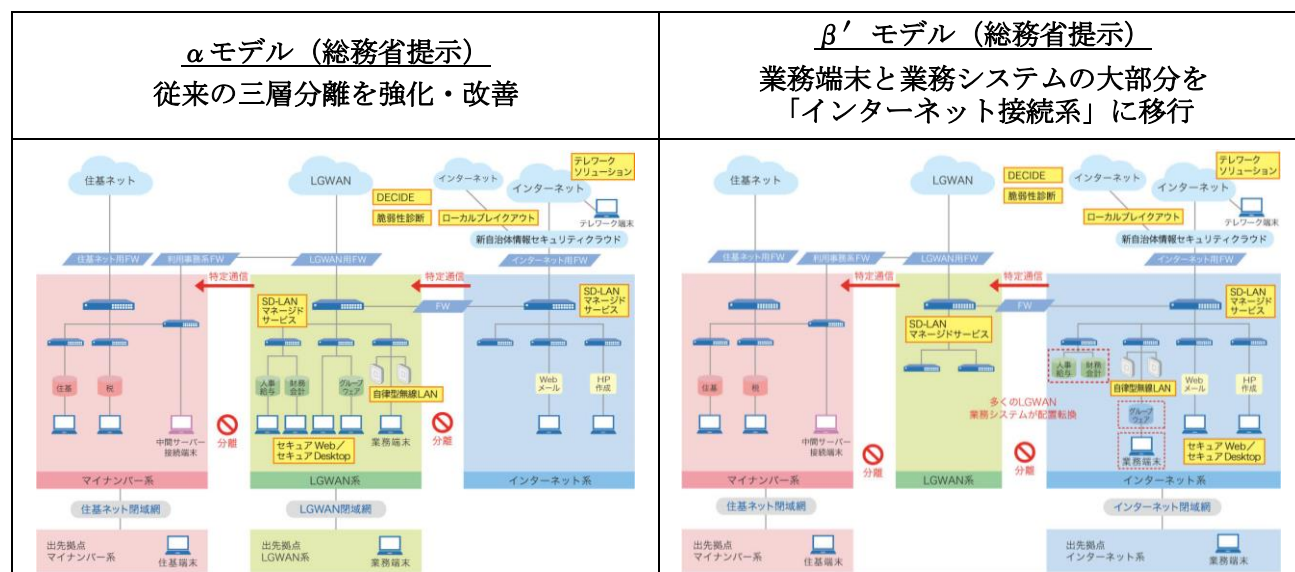 αモデル（総務省提示）
従来の三層分離を強化・改善
住基ネット
LGWAN
DECIDE
脆弱性診断
インターネット
ローカルブレイクアウト
インターネット
テレワーク
ソリューション
テレワーク端末
新自治体情報セキュリティクラウド
住基ネット用FW
利用事務系FW
LGWAN用FW
インターネット用FW
特定通信
特定通信
SD-LAN
マネージド
サービス
FW
SD-LAN
マネージド
サービス
住基
税
人事
給与
財務
会計
グループ
ウェア
自律型無線LAN
Web
メール
HP
作成
中間サーバー
接続端末
分離
セキュア Web／
セキュア Desktop
業務端末
分離
マイナンバー系
LGWAN系
インターネット系
住基ネット閉域網
LGWAN閉域網
出先拠点
マイナンバー系
住基端末
出先拠点
LGWAN系
業務端末
β′モデル（総務省提示）
業務端末と業務システムの大部分を
「インターネット接続系」に移行
住基ネット
LGWAN
DECIDE
脆弱性診断
インターネット
ローカルブレイクアウト
インターネット
テレワーク
ソリューション
テレワーク端末
新自治体情報セキュリティクラウド
住基ネット用FW
利用事務系FW
LGWAN用FW
インターネット用FW
特定通信
特定通信
FW
SD-LAN
マネージドサービス
SD-LAN
マネージド
サービス
住基
税
人事
給与
財務
会計
自律型無線LAN
Web
メール
HP
作成
多くのLGWAN
業務システムが配置転換
グループ
ウェア
中間サーバー
接続端末
分離
分離
業務端末
セキュア Web／
セキュア Desktop
マイナンバー系
LGWAN系
インターネット系
住基ネット閉域網
インターネット閉域網
出先拠点
マイナンバー系
住基端末
出先拠点
インターネット系
業務端末